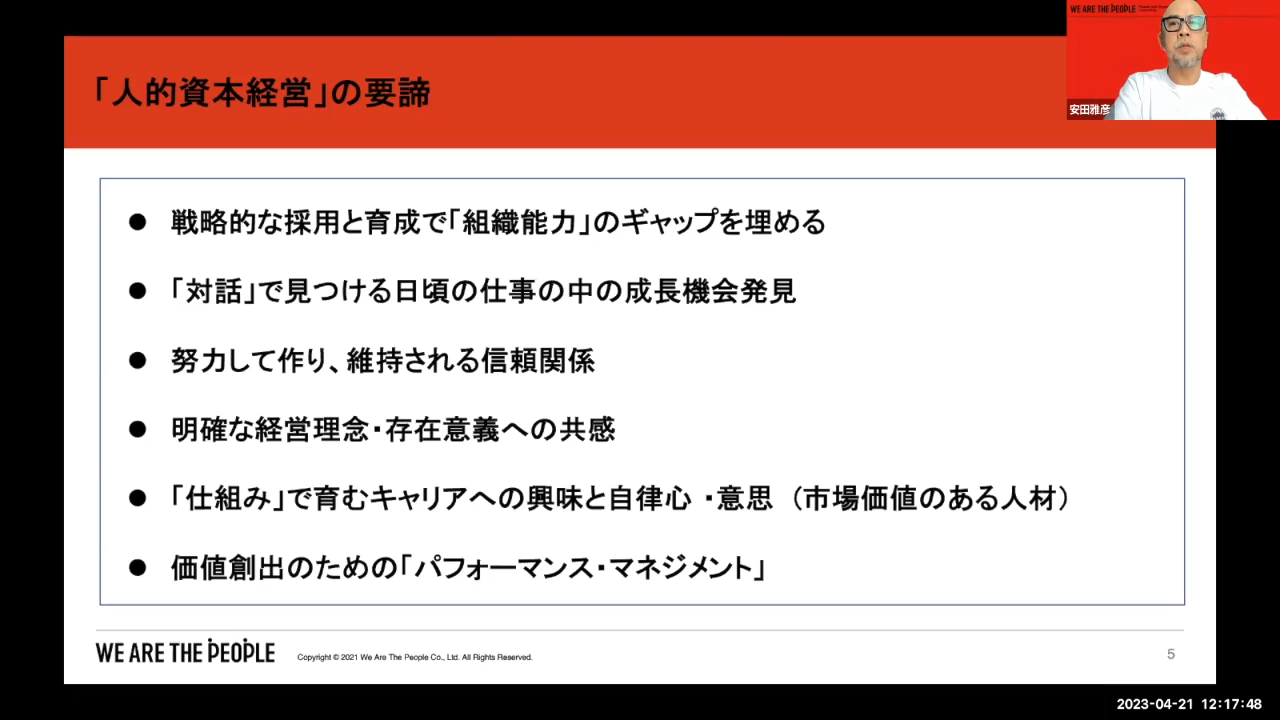 WE ARE THE PEOPLE
安田雅彦
「人的資本経営」の要諦
● 戦略的な採用と育成で「組織能力」のギャップを埋める
● 「対話」で見つける日頃の仕事の中の成長機会発見
● 努力して作り、維持される信頼関係
● 明確な経営理念・存在意義への共感
● 「仕組み」で育むキャリアへの興味と自律心 ・意思 （市場価値のある人材）
● 価値創出のための「パフォーマンス・マネジメント」
WE ARE THE PEOPLE
Copyright © 2021 We Are The People Co., Ltd. All Rights Reserved.
5
2023-04-21 12:17:48